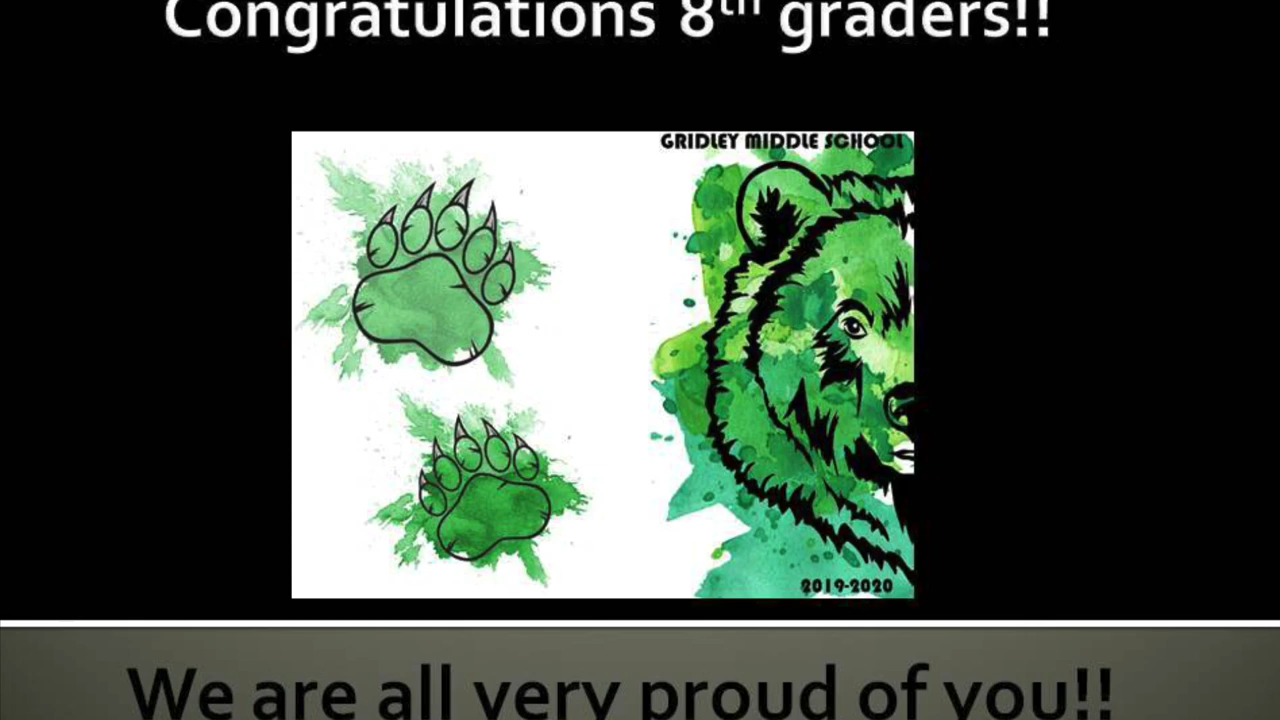 Congratulations 8th graders!!
GRIDLEY MIDDLE SCHOOL
2019-2020
We are all very proud of you!!